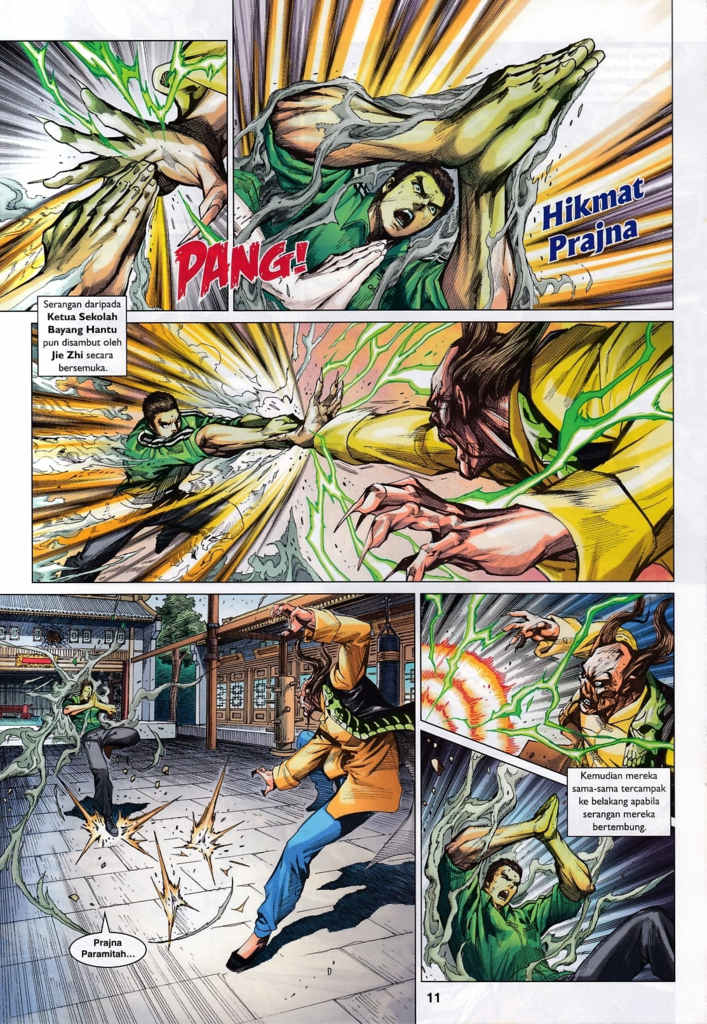 PANG!
Hikmat
Prajna
Serangan daripada
Ketua Sekolah
Bayang Hantu
pun disambut oleh
Jie Zhi secara
bersemuka.
Prajna
Paramitah...
Kemudian mereka
sama-sama tercampak
ke belakang apabila
serangan mereka
bertembung.
11